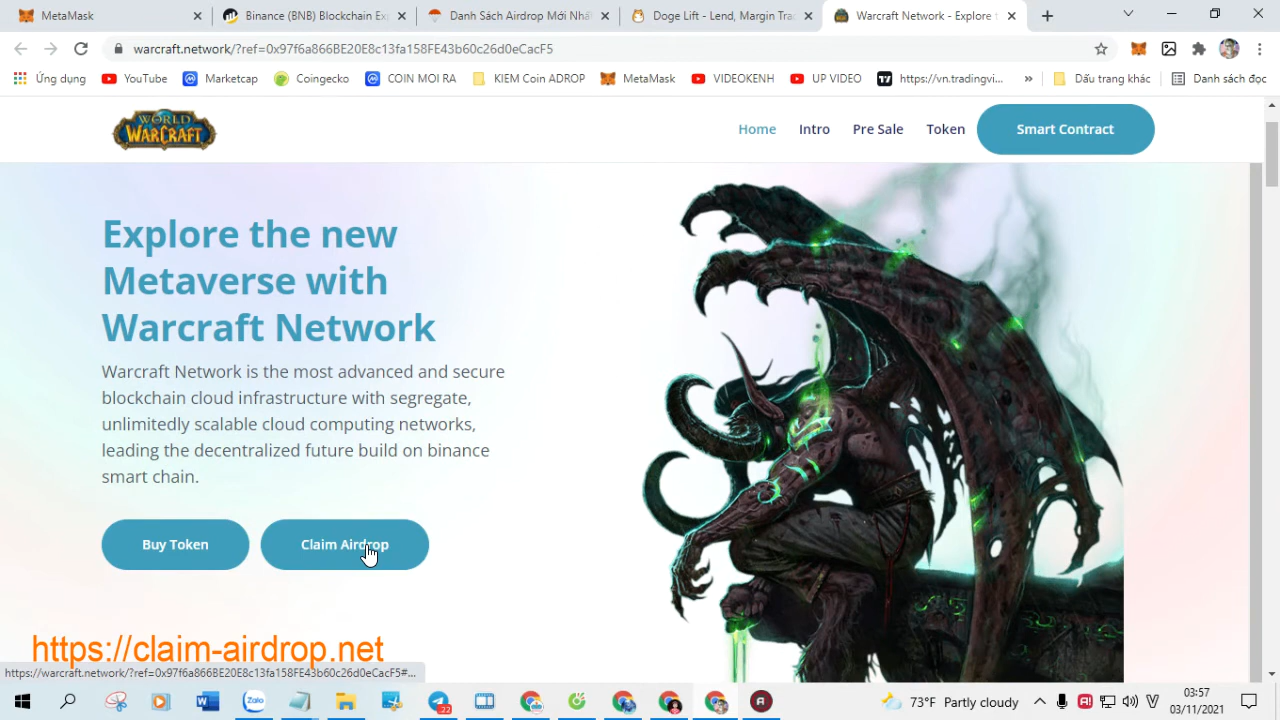 MetaMask
Binance (BNB) Blockchain Exp
Danh Sách Airdrop Mới Nhất
Doge Lift - Lend, Margin Trad
Warcraft Network - Explore t
warcraft.network/?ref=0x97f6a866BE20E8c13fa158FE43b60c26d0eCacF5
Ứng dụng
YouTube
Marketcap
Coingecko
COIN MOI RA
KIEM Coin ADROP
MetaMask
VIDEOKENH
UP VIDEO
https://vn.tradingvi...
»
Dấu trang khác
Danh sách đọc
WORLD
WARCRAFT
Home
Intro
Pre Sale
Token
Smart Contract
Explore the new
Metaverse with
Warcraft Network
Warcraft Network is the most advanced and secure
blockchain cloud infrastructure with segregate,
unlimitedly scalable cloud computing networks,
leading the decentralized future build on binance
smart chain.
Buy Token
Claim Airdrop
https://claim-airdrop.net
https://warcraft.network/?ref=0x97f6a866BE20E8c13fa158FE43b60c26d0eCacF5#...
Zalo
22
73°F Partly cloudy
03:57
03/11/2021